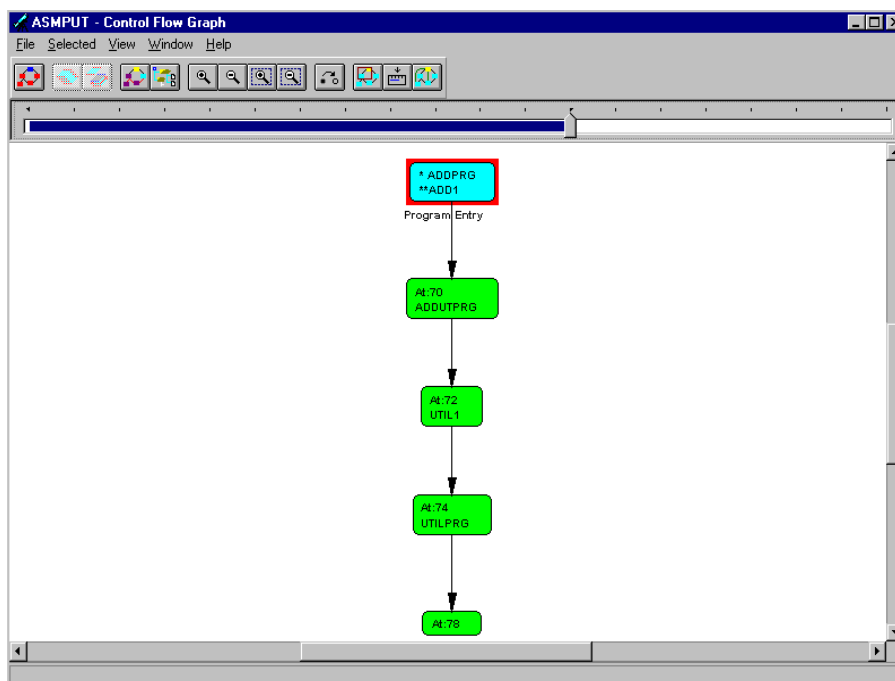 ASMPUT - Control Flow Graph
File Selected View Window Help
* ADDPRG
**ADD1
Program Entry
At:70
ADDUTPRG
At:72
UTIL1
At:74
UTILPRG
At:78